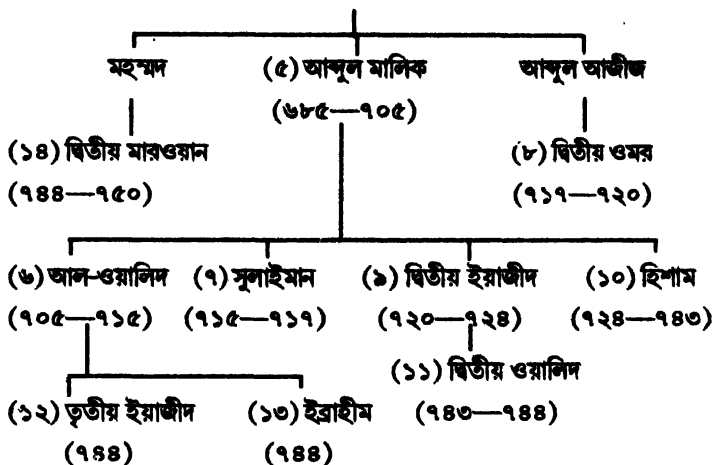 মহম্মদ (৫) আব্দুল মালিক আব্দুল আজীজ
(৬৮৫—৭০৫)
(১৪) দ্বিতীয় মারওয়ান (৮) দ্বিতীয় ওমর
(৭৪৪—৭৫০) (৭১৭—৭২০)
(৬) আল-ওয়ালিদ (৭) সুলাইমান (৯) দ্বিতীয় ইয়াজীদ (১০) হিশাম
(৭০৫—৭১৫) (৭১৫—৭১৭) (৭২০—৭২৪) (৭২৪—৭৪৩)
(১১) দ্বিতীয় ওয়ালিদ
(১২) তৃতীয় ইয়াজীদ (১৩) ইব্রাহীম (৭৪৩—৭৪৪)
(৭৪৪) (৭৪৪)